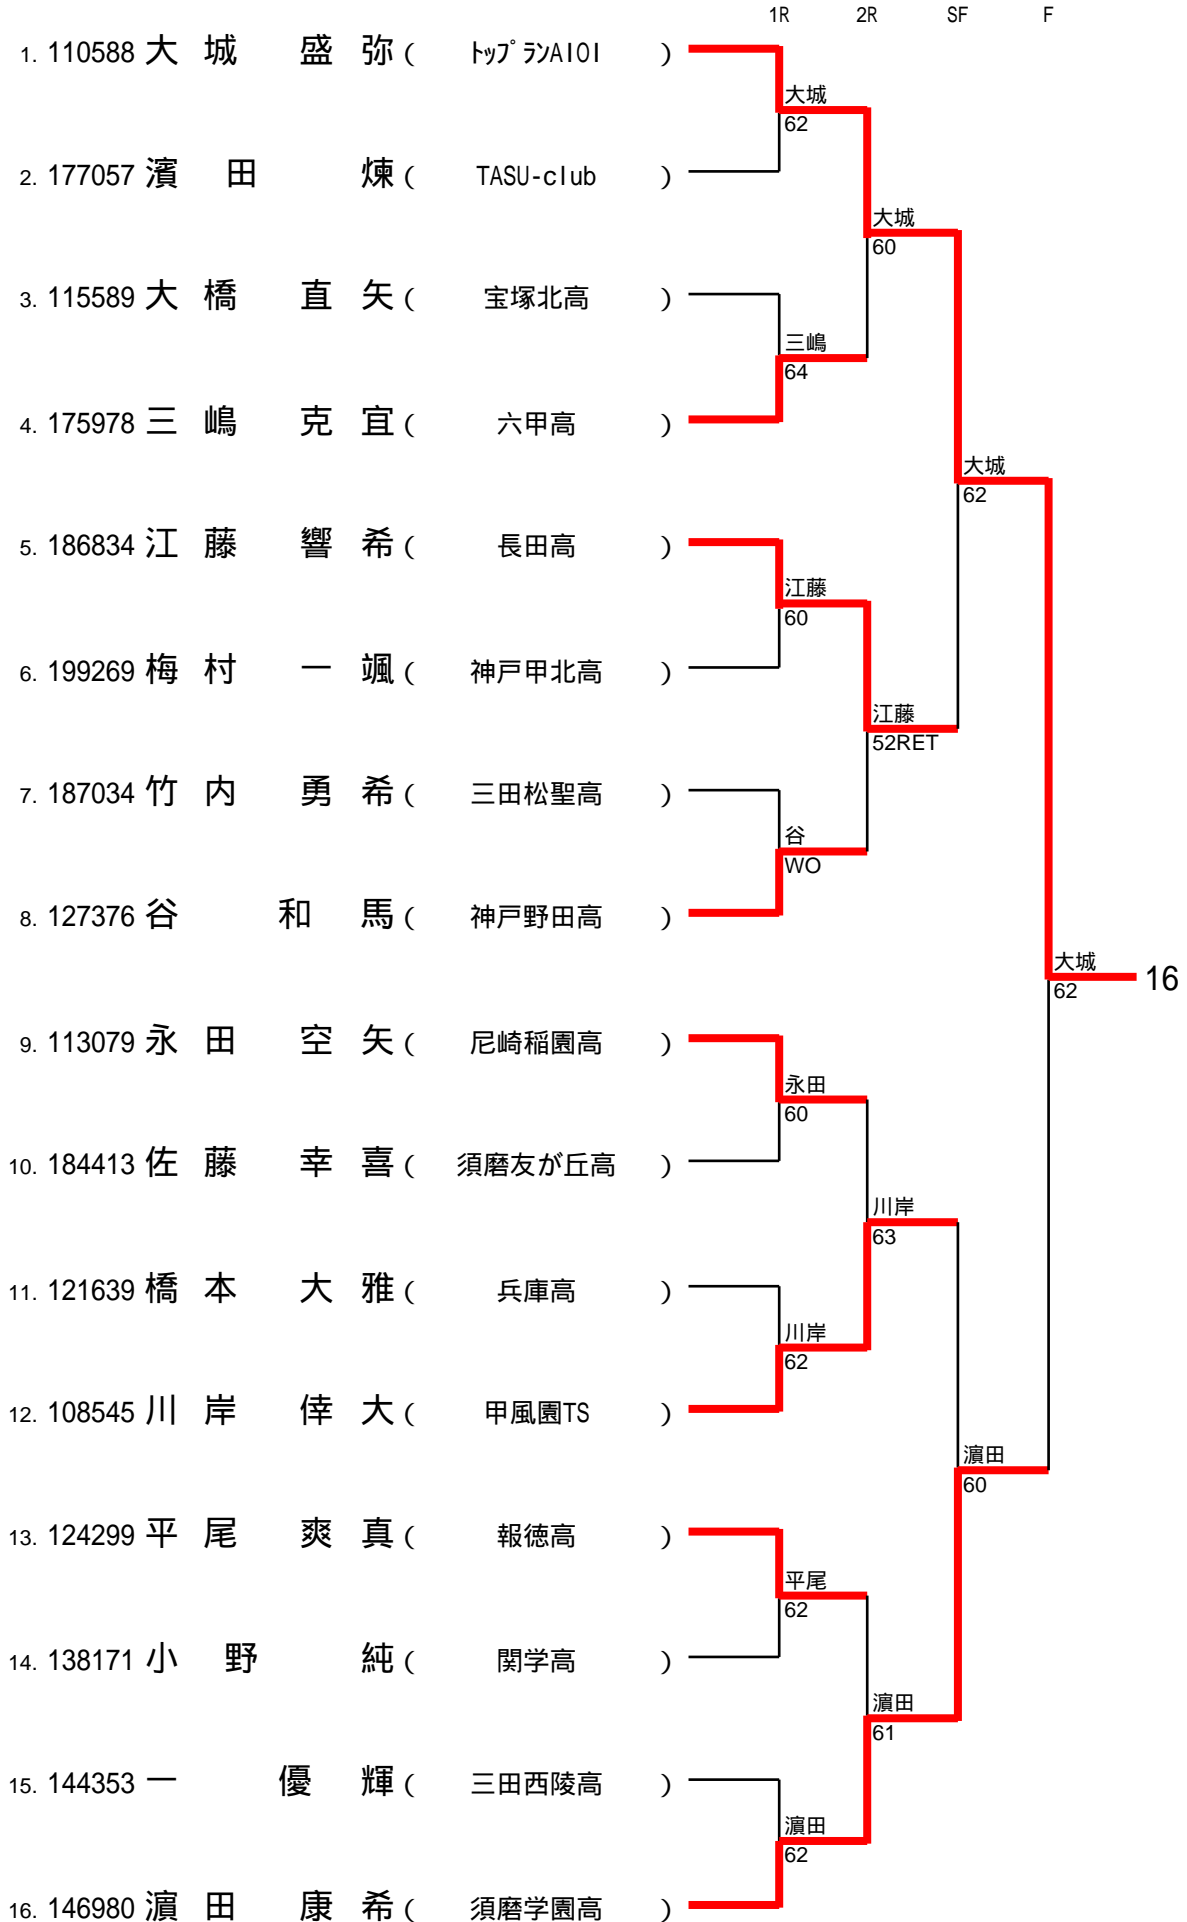 1R 2R SF F
1. 110588 大城 盛弥 ( トップランAIOI )
大城
62
2. 177057 濱田 煉 ( TASU-club )
大城
60
3. 115589 大橋 直矢 ( 宝塚北高 )
三嶋
64
4. 175978 三嶋 克宜 ( 六甲高 )
大城
62
5. 186834 江藤 響希 ( 長田高 )
江藤
60
6. 199269 梅村 一颯 ( 神戸甲北高 )
江藤
52RET
7. 187034 竹内 勇希 ( 三田松聖高 )
谷
WO
8. 127376 谷 和馬 ( 神戸野田高 )
大城 16
62
9. 113079 永田 空矢 ( 尼崎稲園高 )
永田
60
10. 184413 佐藤 幸喜 ( 須磨友が丘高 )
川岸
63
11. 121639 橋本 大雅 ( 兵庫高 )
川岸
62
12. 108545 川岸 倖大 ( 甲風園TS )
濵田
60
13. 124299 平尾 爽真 ( 報徳高 )
平尾
62
14. 138171 小野 純 ( 関学高 )
濵田
61
15. 144353 一 優輝 ( 三田西陵高 )
濵田
62
16. 146980 濵田 康希 ( 須磨学園高 )